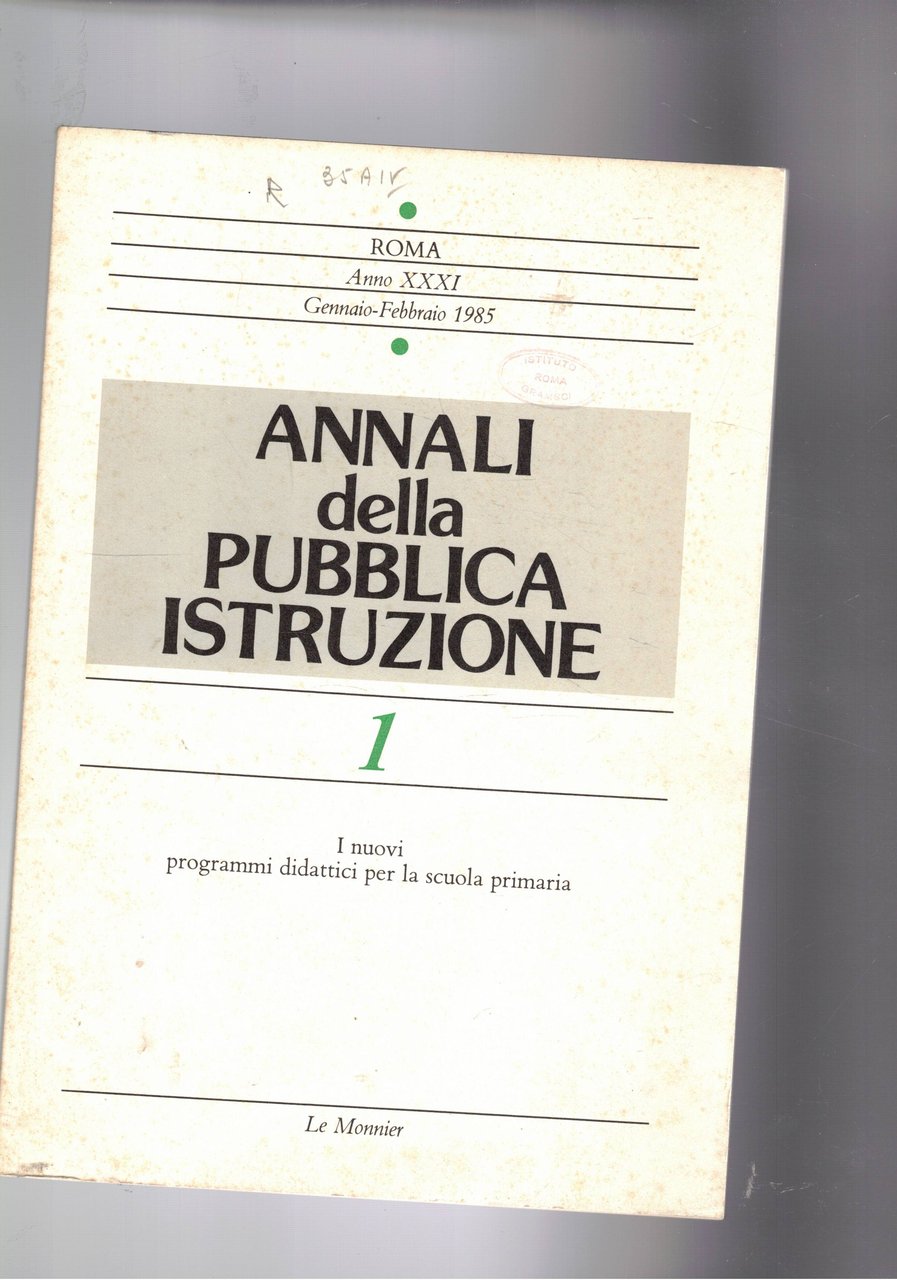 35 A IV
ROMA
Anno XXXI
Gennaio-Febbraio 1985
ISTITUTO
ROMA
GRAMSCI
ANNALI
della
PUBBLICA
ISTRUZIONE
1
I nuovi
programmi didattici per la scuola primaria
Le Monnier